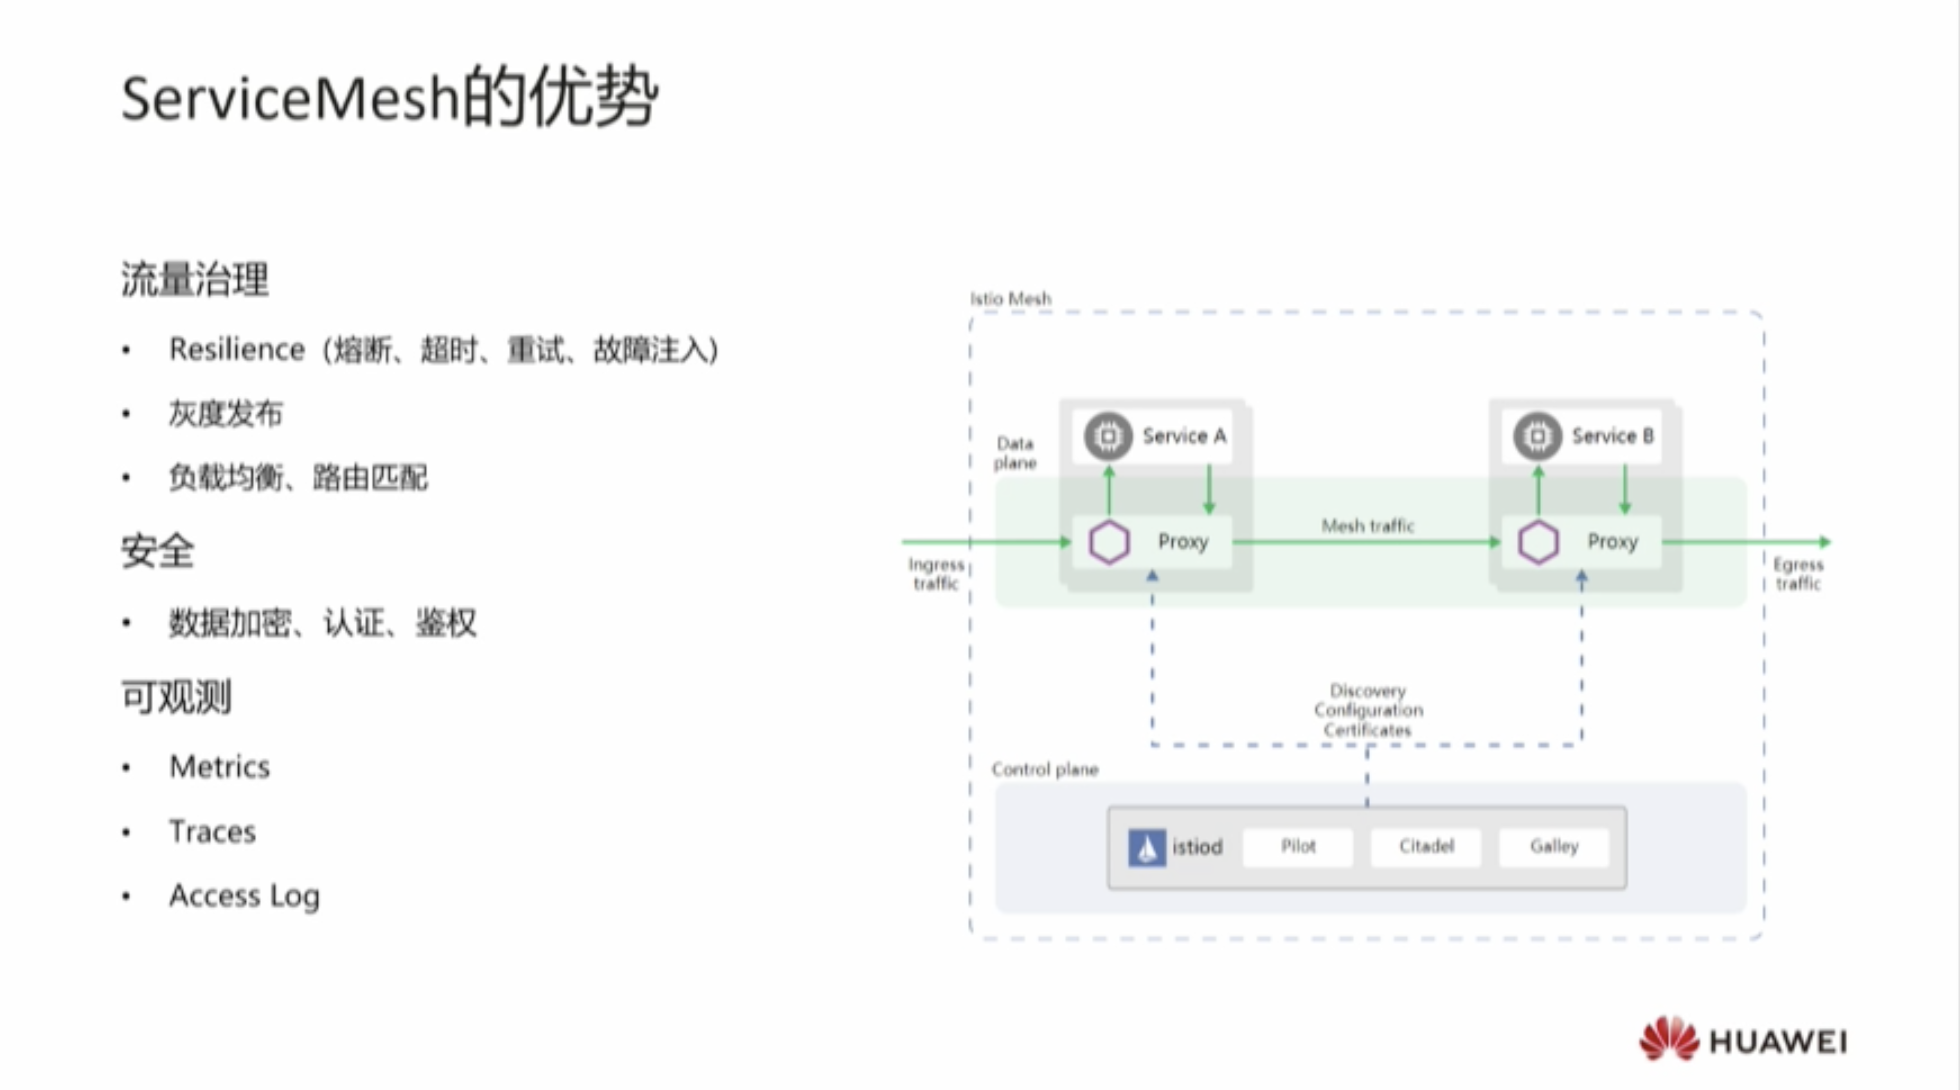 ServiceMesh的优势
流量治理
• Resilience（熔断、超时、重试、故障注入）
• 灰度发布
• 负载均衡、路由匹配
安全
• 数据加密、认证、鉴权
可观测
• Metrics
• Traces
• Access Log
Istio Mesh
Data
plane
Service A
Service B
Proxy
Mesh traffic
Proxy
Ingress
traffic
Egress
traffic
Discovery
Configuration
Certificates
Control plane
istiod
Pilot
Citadel
Galley
HUAWEI